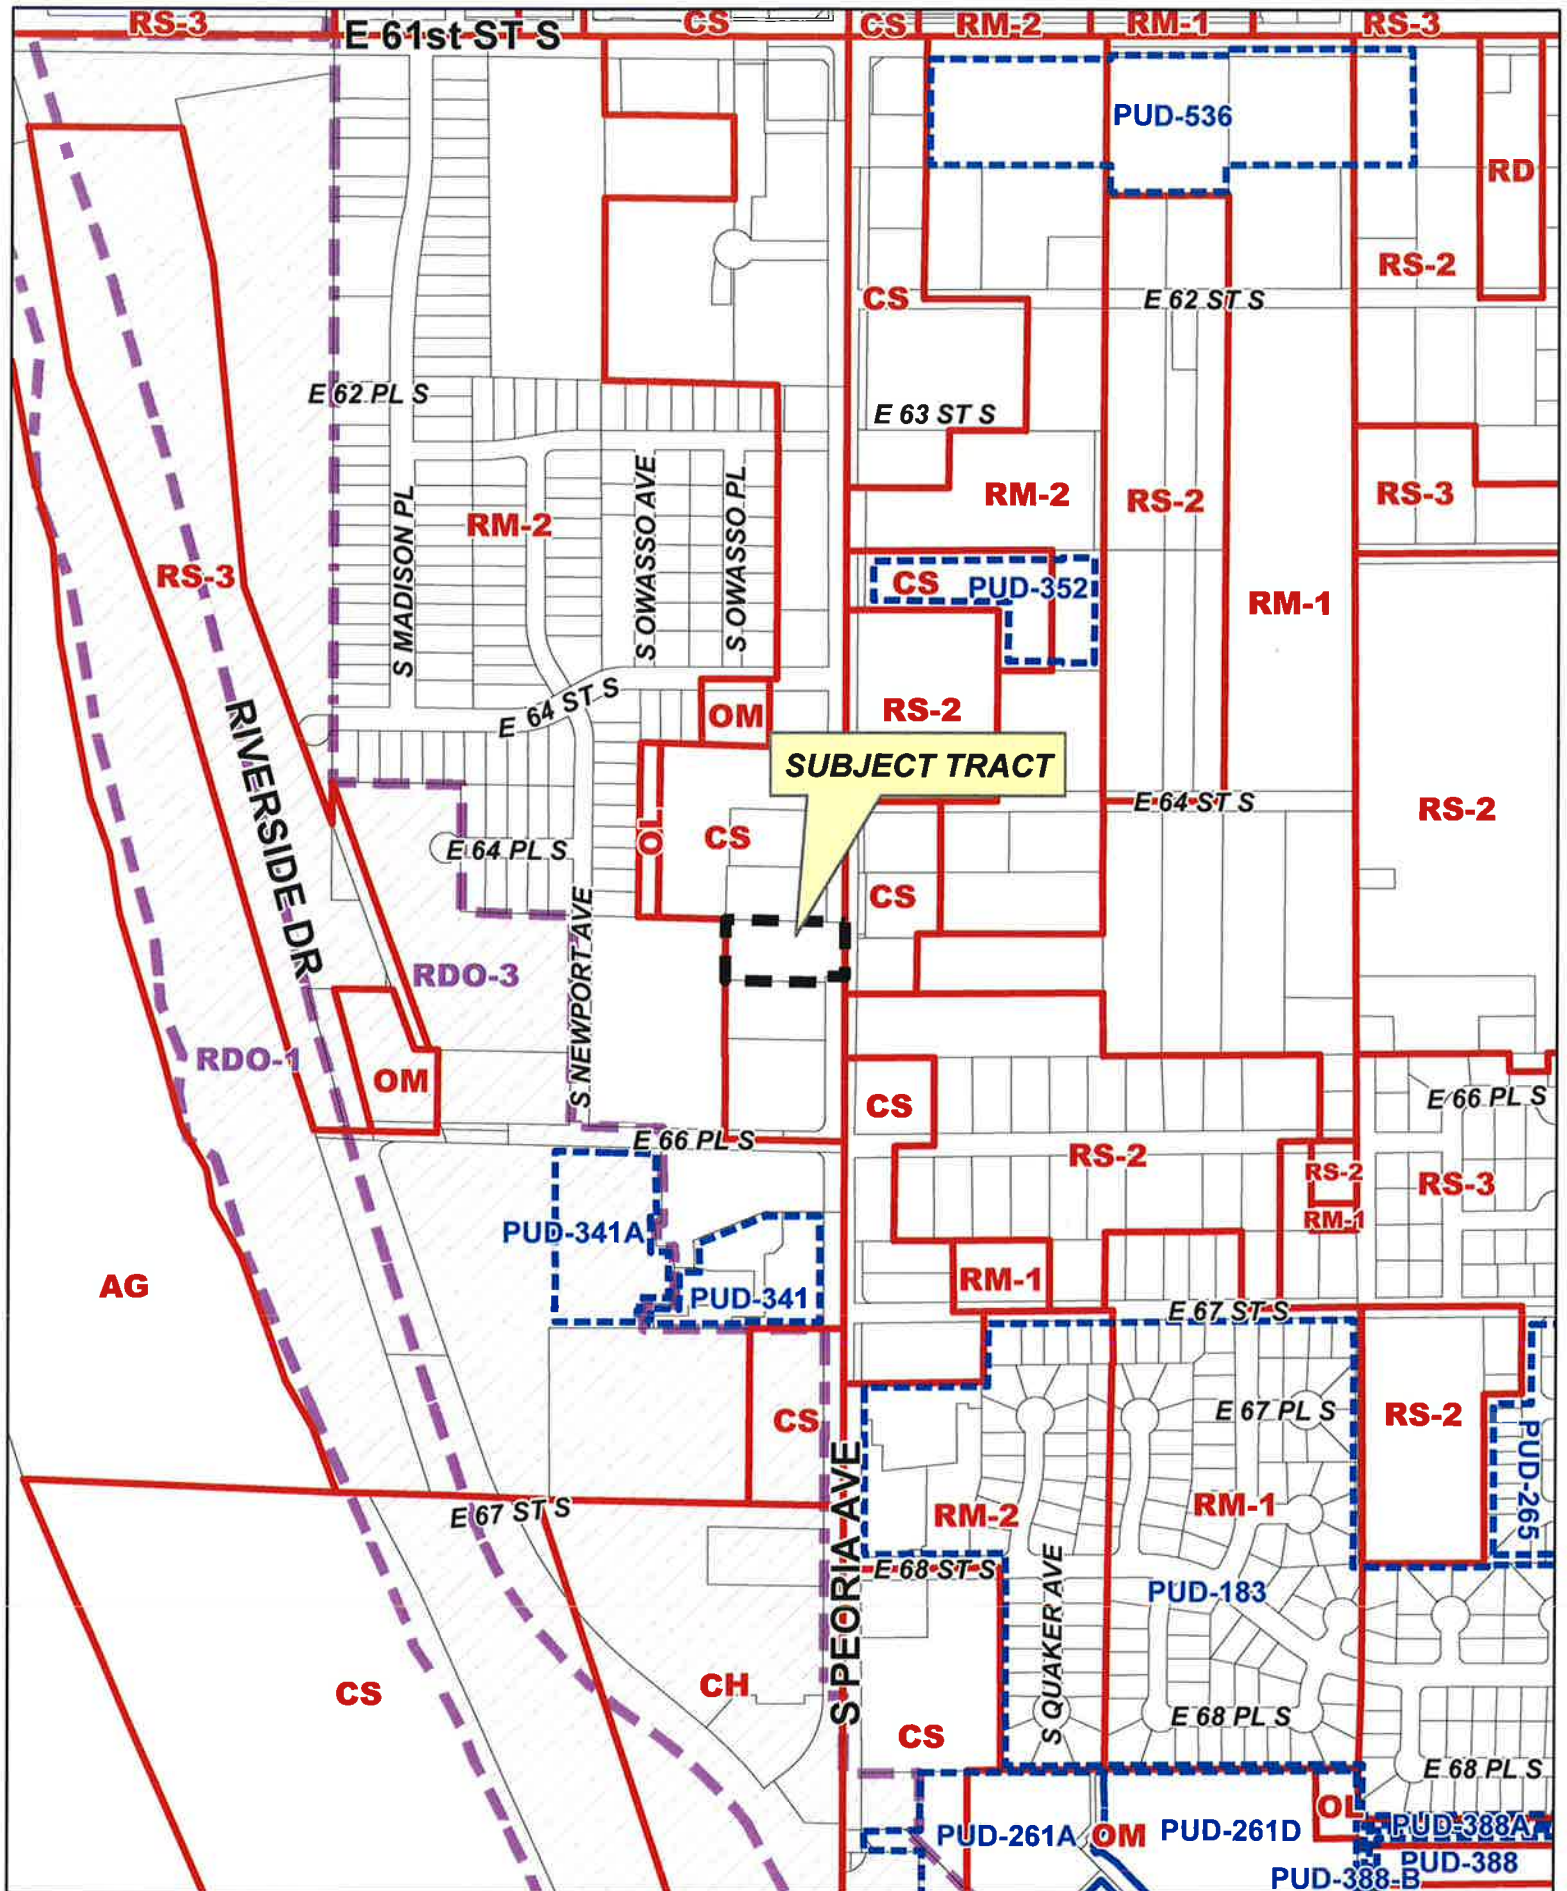 RS-3
CS
CS
RM-2
RM-1
RS-3
E 61st ST S
PUD-536
RD
RS-2
CS
E 62 ST S
E 62 PL S
E 63 ST S
RM-2
RS-2
RS-3
S MADISON PL
RM-2
S OWASSO AVE
S OWASSO PL
RS-3
CS
PUD-352
RM-1
RIVERSIDE DR
E 64 ST S
OM
RS-2
SUBJECT TRACT
E 64 ST S
RS-2
OL
CS
E 64 PL S
CS
S NEWPORT AVE
RDO-3
RDO-1
OM
CS
E 66 PL S
E 66 PL S
RS-2
RS-2
RS-3
RM-1
PUD-341A
PUD-341
RM-1
AG
E 67 ST S
CS
E 67 PL S
RS-2
PUD-265
S PEORIA AVE
E 67 ST S
RM-2
RM-1
E 68 ST S
S QUAKER AVE
PUD-183
CS
CH
CS
E 68 PL S
E 68 PL S
PUD-261A
OM
PUD-261D
OL
PUD-388A
PUD-388
PUD-388-B